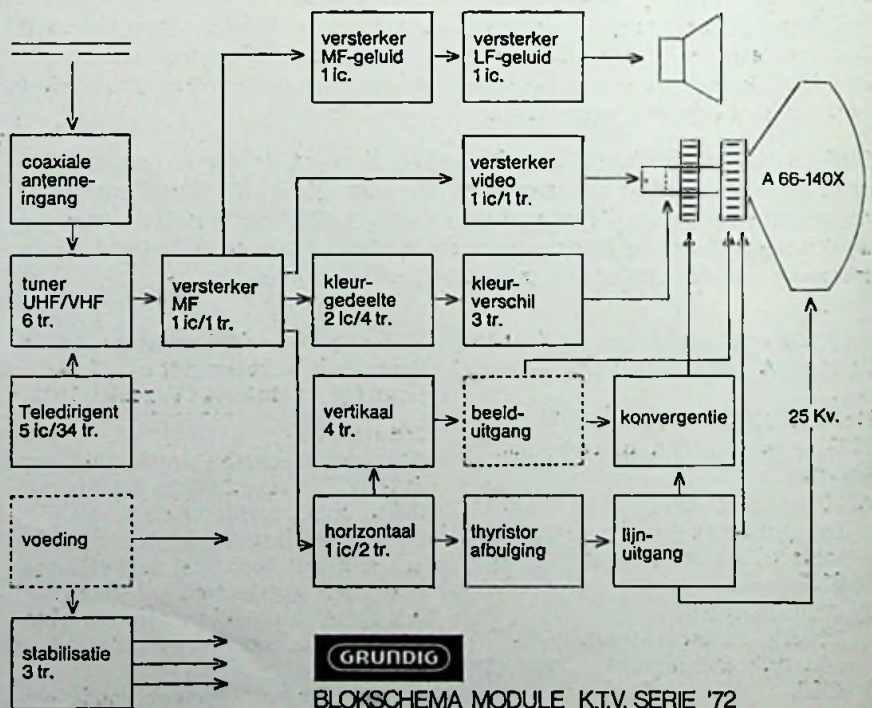 versterker
MF-geluid
1 ic.
versterker
LF-geluid
1 ic.
coaxiale
antenne-
ingang
versterker
video
1 ic/1 tr.
A 66-140X
tuner
UHF/VHF
6 tr.
versterker
MF
1 ic/1 tr.
kleur-
gedeelte
2 ic/4 tr.
kleur-
verschil
3 tr.
Teledirigent
5 ic/34 tr.
vertikaal
4 tr.
beeld-
uitgang
konvergentie
25 Kv.
voeding
horizontaal
1 ic/2 tr.
thyristor
afbuiging
lijn-
uitgang
stabilisatie
3 tr.
GRUNDIG
BLOKSCHEMA MODULE K.T.V. SERIE '72